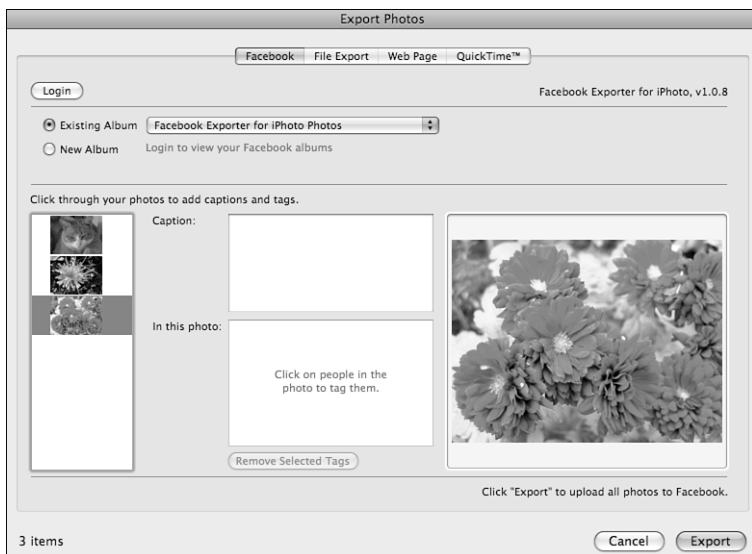 Export Photos
Facebook File Export Web Page QuickTime™
Login
Facebook Exporter for iPhoto, v1.0.8
Existing Album Facebook Exporter for iPhoto Photos
New Album Login to view your Facebook albums
Click through your photos to add captions and tags.
Caption:
In this photo:
Click on people in the
photo to tag them.
Remove Selected Tags
Click "Export" to upload all photos to Facebook.
3 items
Cancel Export